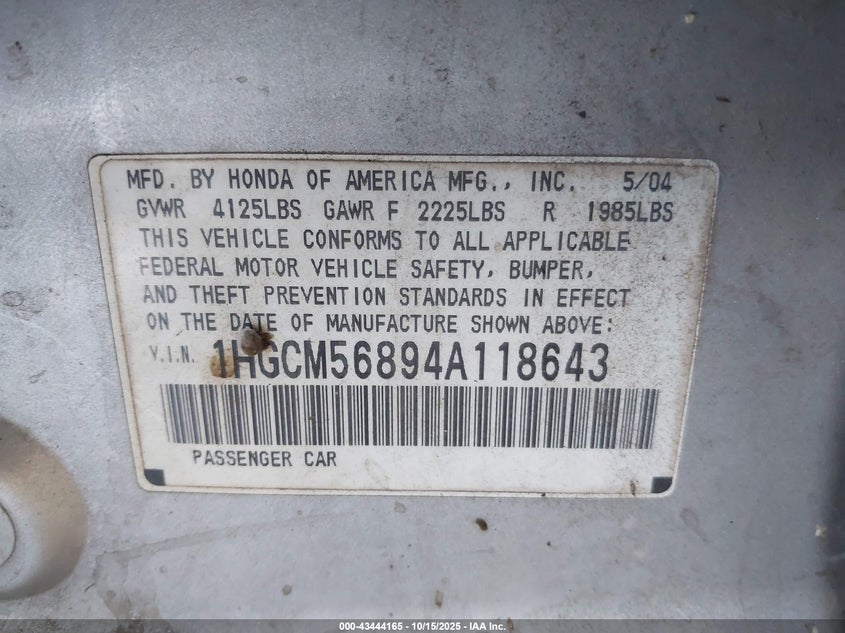 MFD. BY HONDA OF AMERICA MFG., INC. 5/04
GVWR 4125LBS GAWR F 2225LBS R 1985LBS
THIS VEHICLE CONFORMS TO ALL APPLICABLE
FEDERAL MOTOR VEHICLE SAFETY, BUMPER,
AND THEFT PREVENTION STANDARDS IN EFFECT
ON THE DATE OF MANUFACTURE SHOWN ABOVE:
V.I.N. 1HGCM56894A118643
PASSENGER CAR
000-43444165 - 10/15/2025 - IAA Inc.